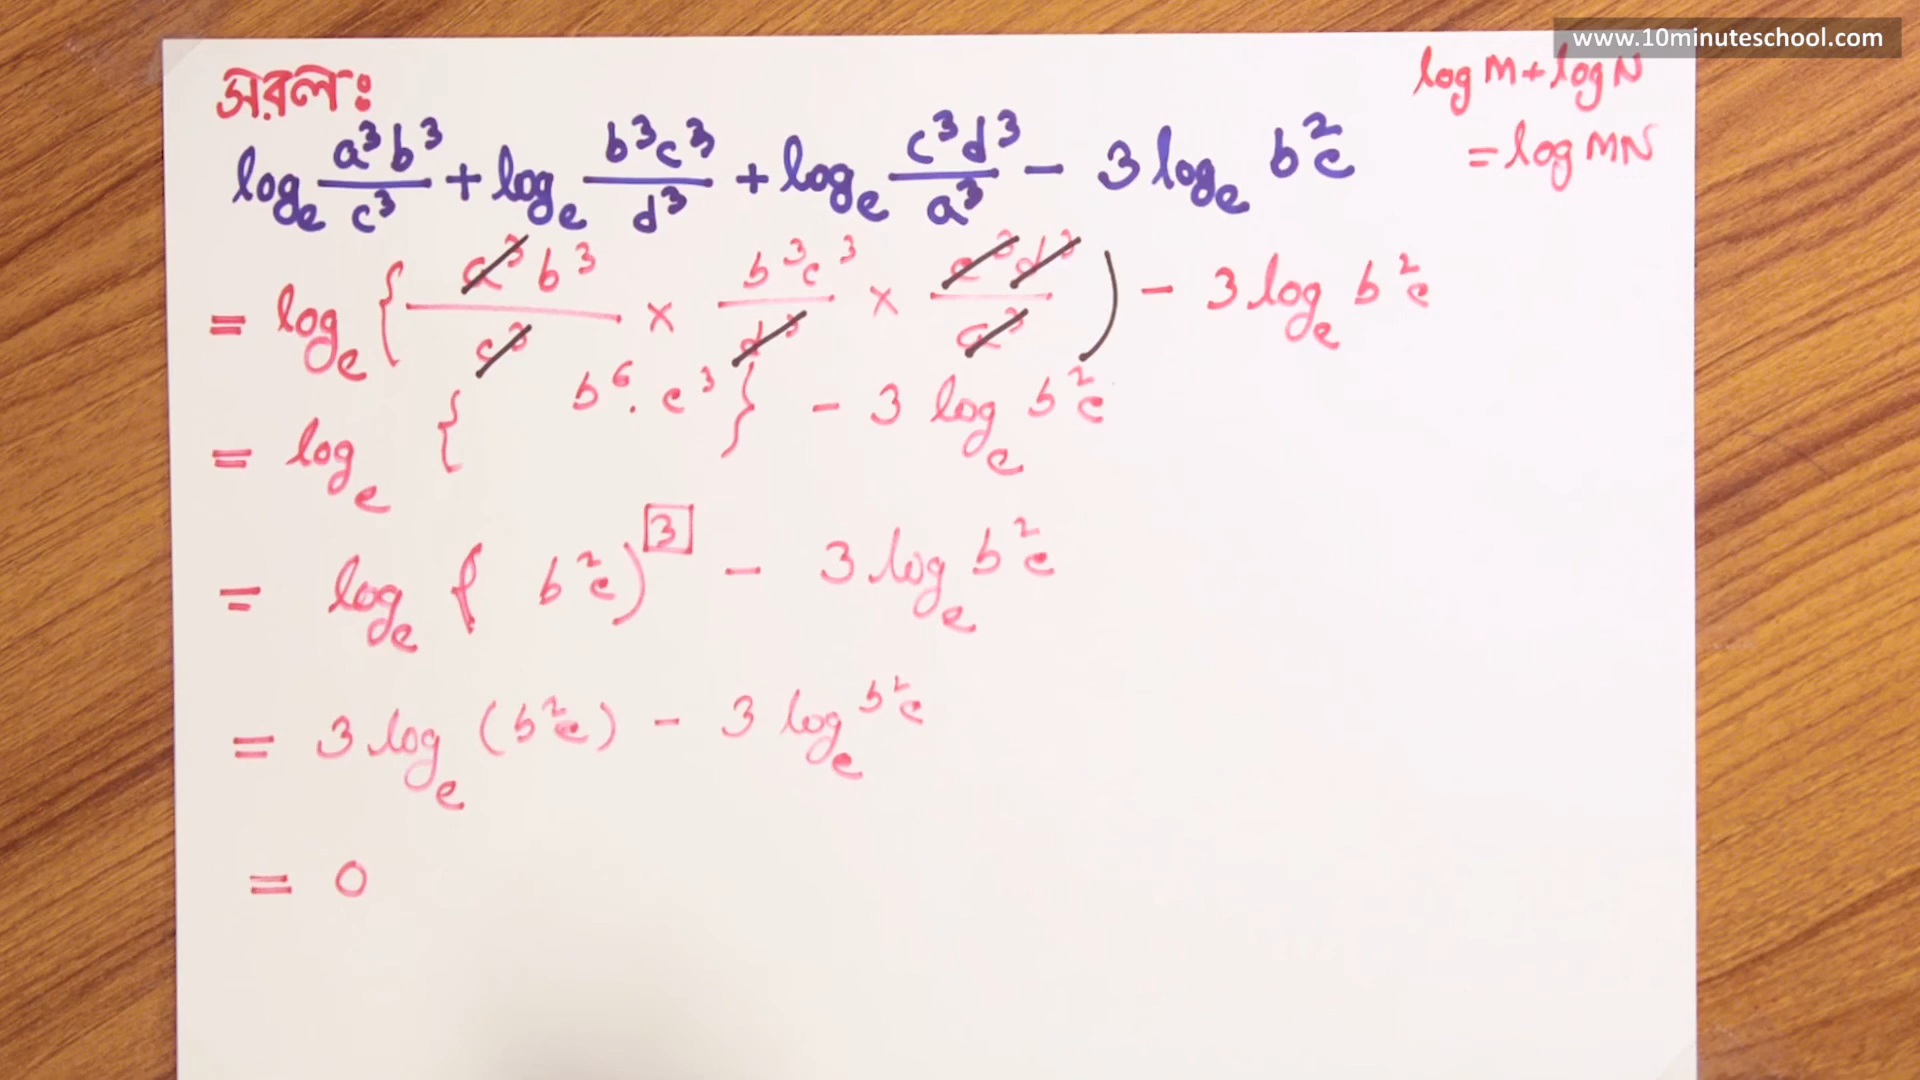 www.10minuteschool.com
সরলঃ
log M + log N
= log MN
logₑ a³b³/c³ + logₑ b³c³/d³ + logₑ c³d³/a³ − 3 logₑ b²c
= logₑ { a³b³/c³ × b³c³/d³ × c³d³/a³ ) − 3 logₑ b²c
= logₑ { b⁶. c³ } − 3 logₑ b²c
= logₑ { b²c )³ − 3 logₑ b²c
= 3 logₑ (b²c) − 3 logₑ b²c
= 0